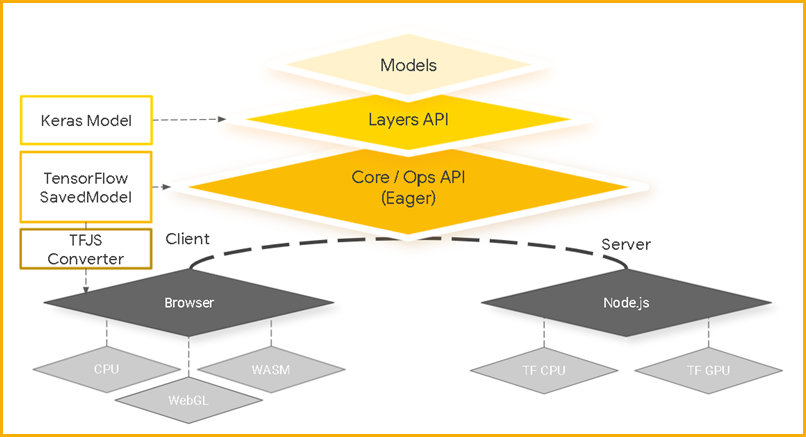 Models
Keras Model
Layers API
TensorFlow
SavedModel
Core / Ops API
(Eager)
TFJS
Converter
Client
Server
Browser
Node.js
CPU
WebGL
WASM
TF CPU
TF GPU